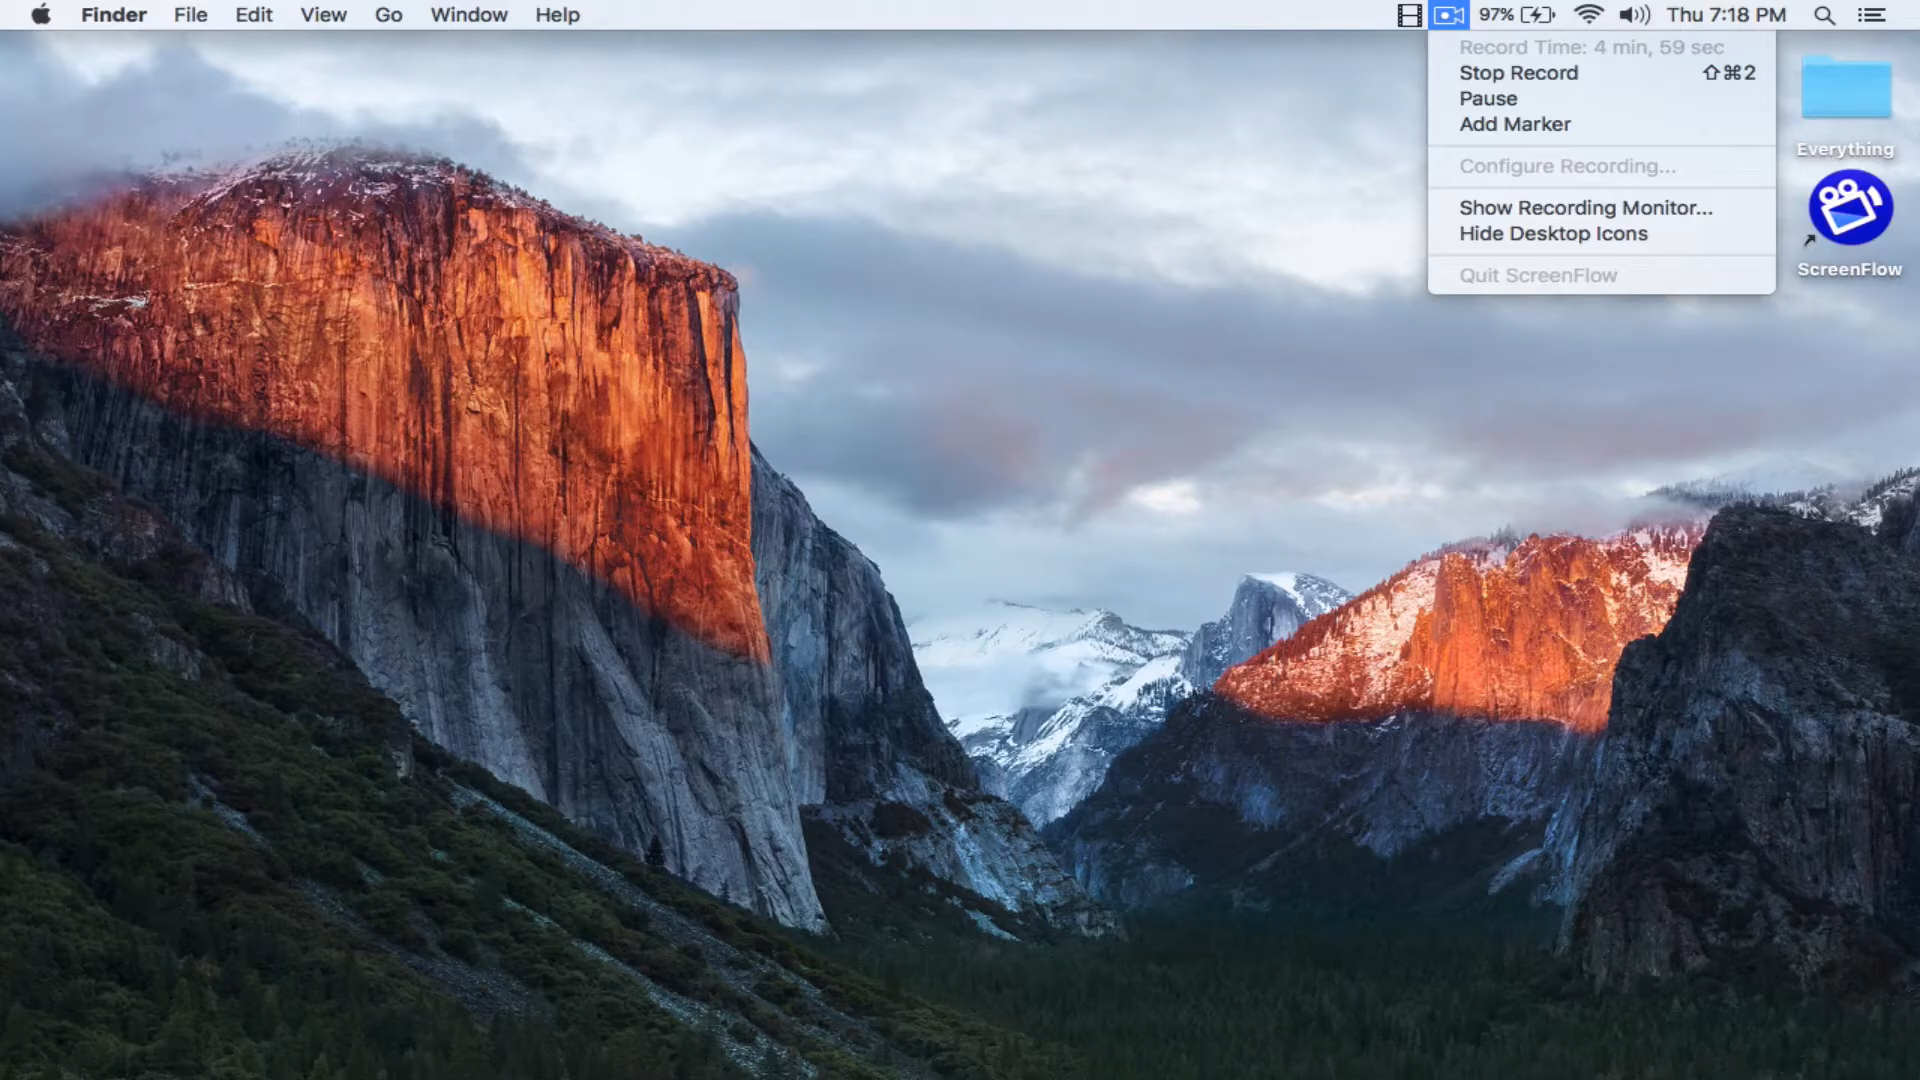 Finder File Edit View Go Window Help 97% Thu 7:18 PM
Record Time: 4 min, 59 sec
Stop Record ⇧⌘2
Pause
Add Marker
Configure Recording...
Show Recording Monitor...
Hide Desktop Icons
Quit ScreenFlow
Everything
ScreenFlow